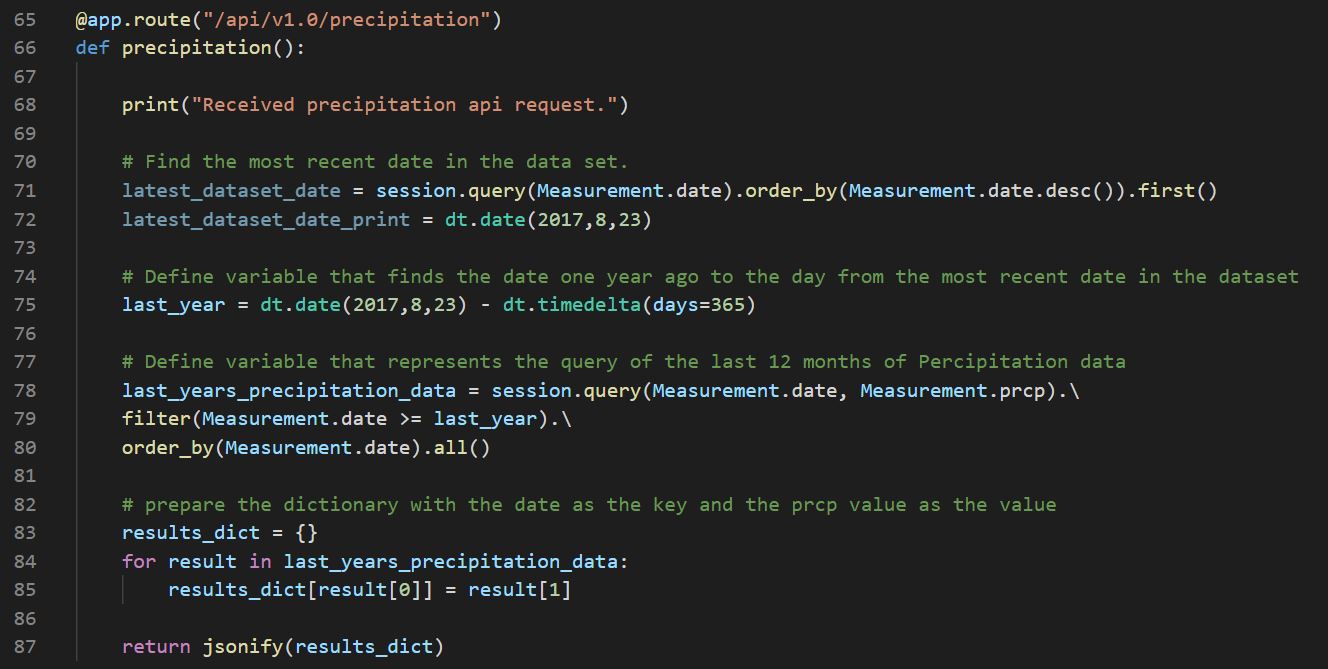 65 @app.route("/api/v1.0/precipitation")
66 def precipitation():
67
68     print("Received precipitation api request.")
69
70     # Find the most recent date in the data set.
71     latest_dataset_date = session.query(Measurement.date).order_by(Measurement.date.desc()).first()
72     latest_dataset_date_print = dt.date(2017,8,23)
73
74     # Define variable that finds the date one year ago to the day from the most recent date in the dataset
75     last_year = dt.date(2017,8,23) - dt.timedelta(days=365)
76
77     # Define variable that represents the query of the last 12 months of Percipitation data
78     last_years_precipitation_data = session.query(Measurement.date, Measurement.prcp).\
79     filter(Measurement.date >= last_year).\
80     order_by(Measurement.date).all()
81
82     # prepare the dictionary with the date as the key and the prcp value as the value
83     results_dict = {}
84     for result in last_years_precipitation_data:
85         results_dict[result[0]] = result[1]
86
87     return jsonify(results_dict)